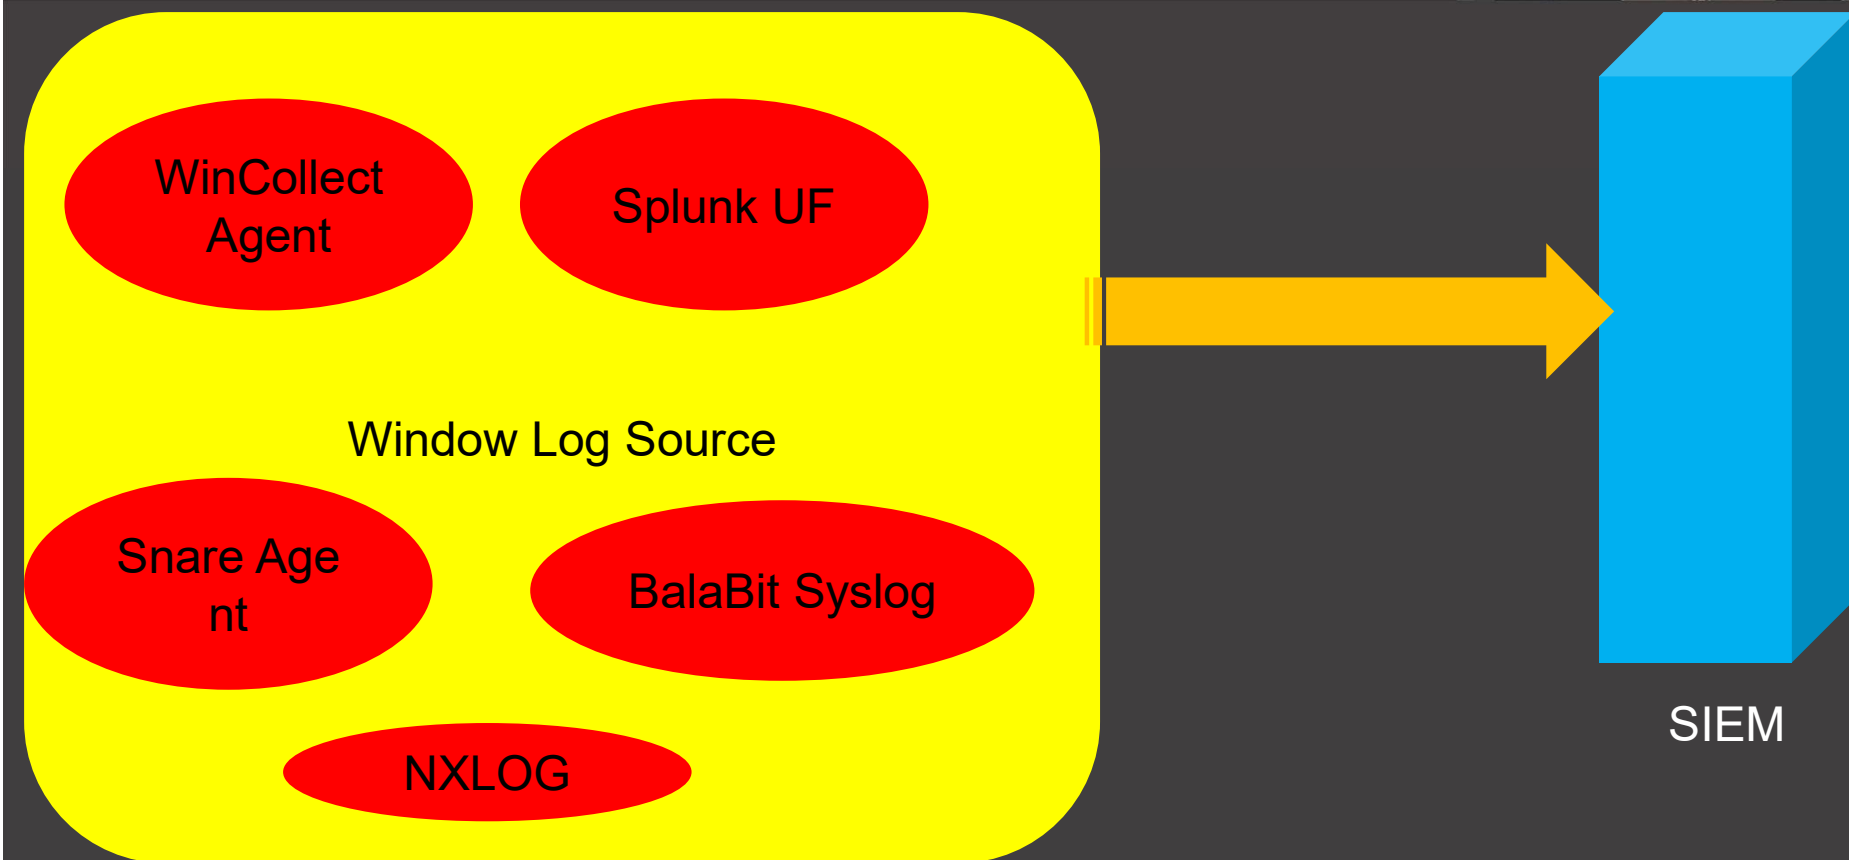 WinCollect
Agent
Splunk UF
Window Log Source
Snare Age
nt
BalaBit Syslog
NXLOG
SIEM